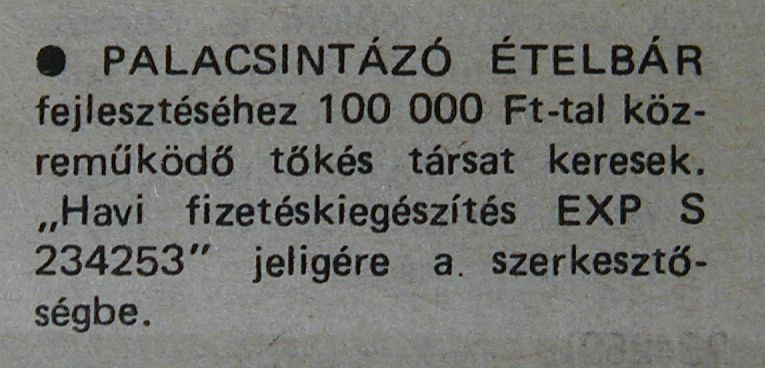 ● PALACSINTÁZÓ ÉTELBÁR
fejlesztéséhez 100 000 Ft-tal köz-
reműködő tőkés társat keresek.
„Havi fizetéskiegészítés EXP S
234253” jeligére a. szerkesztő-
ségbe.